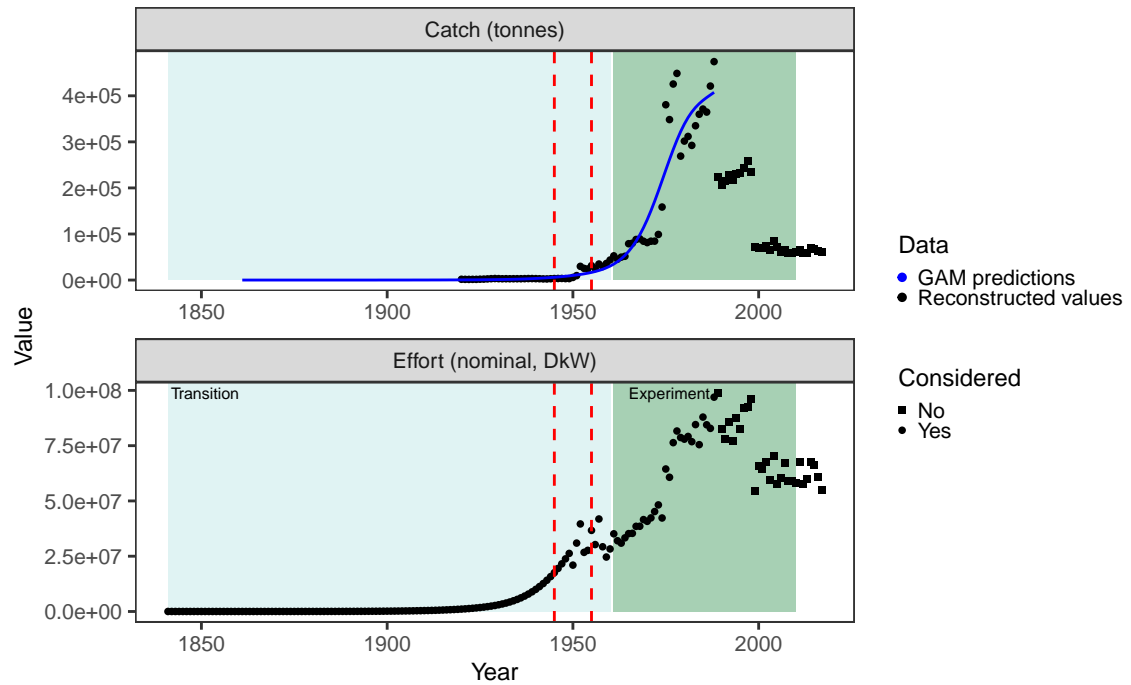 Catch (tonnes)
4e+05
3e+05
2e+05
1e+05
0e+00
1850
1900
1950
2000
Value
Effort (nominal, DkW)
Transition
Experiment
1.0e+08
7.5e+07
5.0e+07
2.5e+07
0.0e+00
1850
1900
1950
2000
Year
Data
GAM predictions
Reconstructed values
Considered
No
Yes